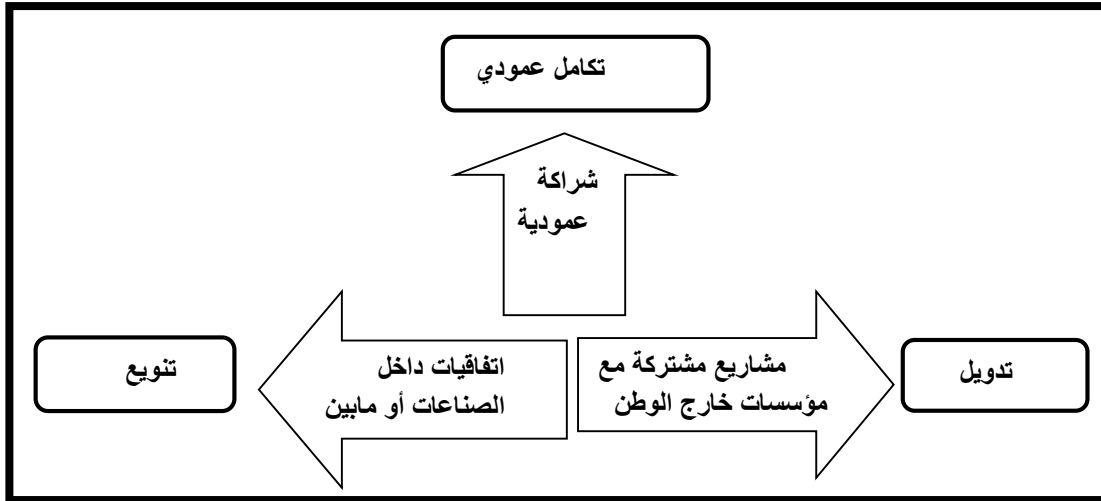 تكامل عمودي
شراكة
عمودية
تدويل
مشاريع مشتركة مع
مؤسسات خارج الوطن
اتفاقيات داخل
الصناعات أو مابين
تنويع